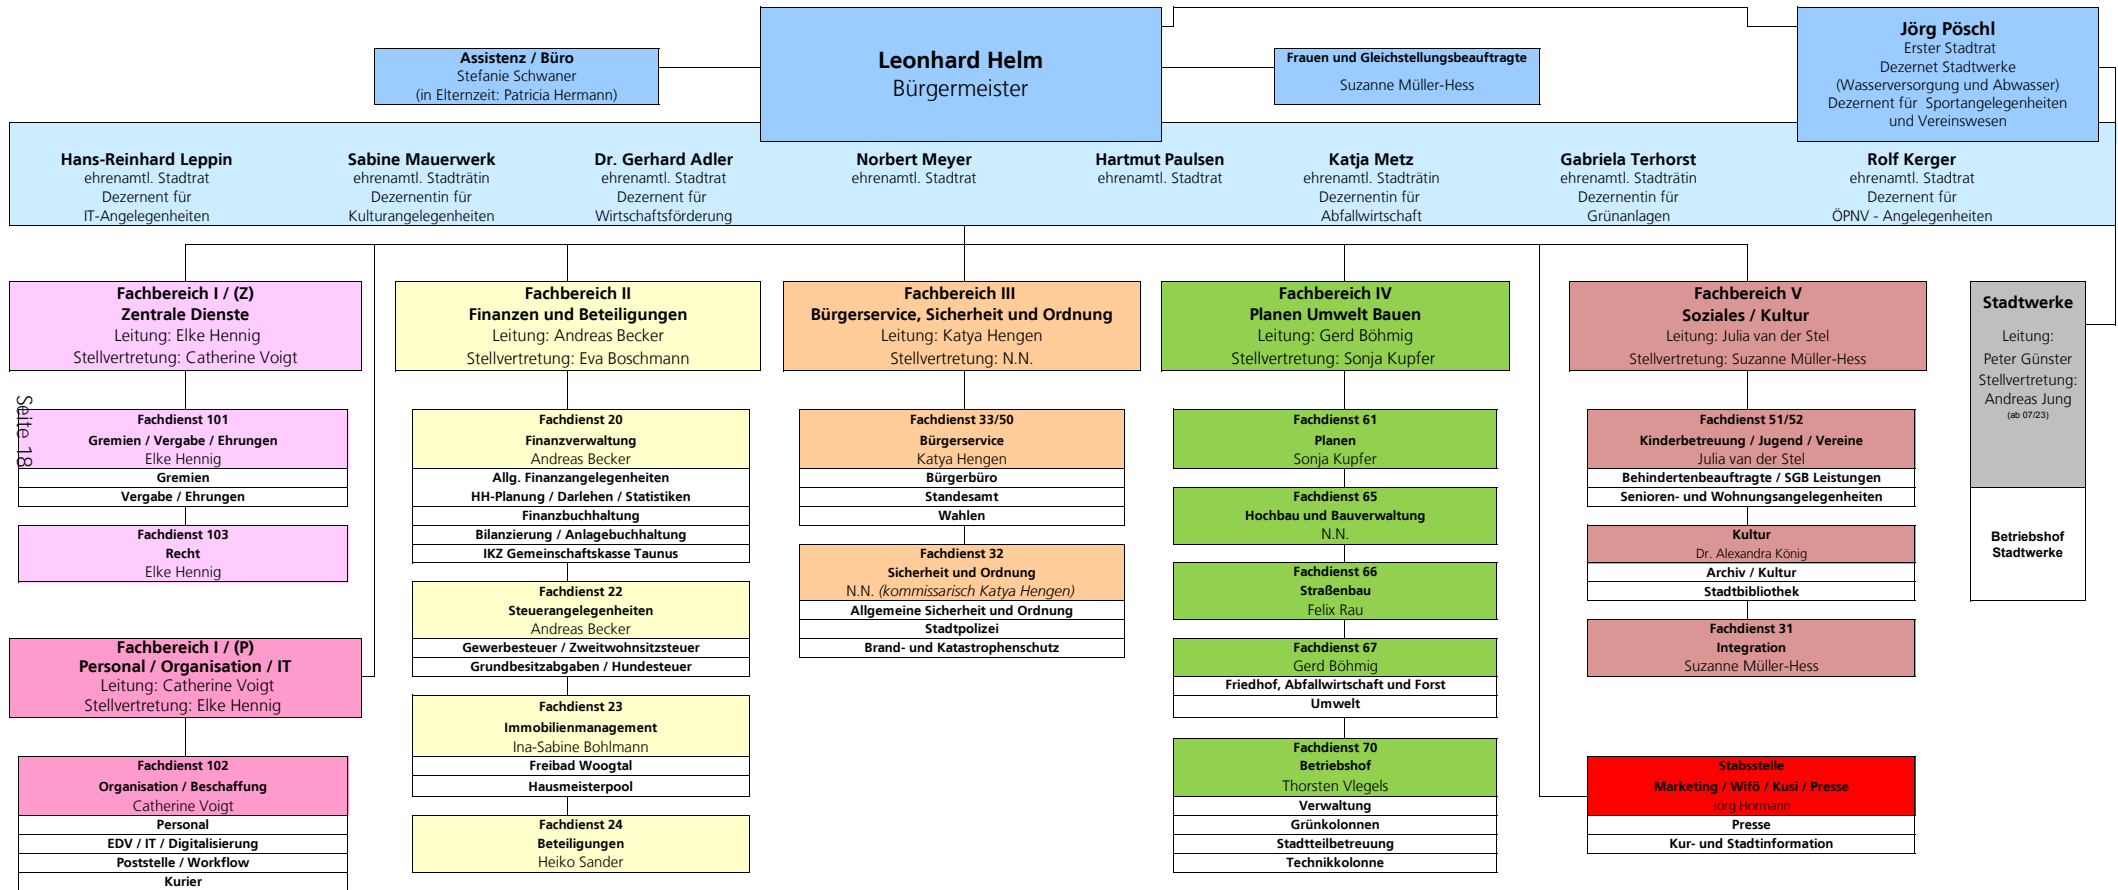 Leonhard Helm
Bürgermeister
Assistenz / Büro
Stefanie Schwaner
(in Elternzeit: Patricia Hermann)
Frauen und Gleichstellungsbeauftragte
Suzanne Müller-Hess
Jörg Pöschl
Erster Stadtrat
Dezernet Stadtwerke
(Wasserversorgung und Abwasser)
Dezernent für Sportangelegenheiten
und Vereinswesen
Hans-Reinhard Leppin
ehrenamtl. Stadtrat
Dezernent für
IT-Angelegenheiten
Sabine Mauerwerk
ehrenamtl. Stadträtin
Dezernentin für
Kulturangelegenheiten
Dr. Gerhard Adler
ehrenamtl. Stadtrat
Dezernent für
Wirtschaftsförderung
Norbert Meyer
ehrenamtl. Stadtrat
Hartmut Paulsen
ehrenamtl. Stadtrat
Katja Metz
ehrenamtl. Stadträtin
Dezernentin für
Abfallwirtschaft
Gabriela Terhorst
ehrenamtl. Stadträtin
Dezernentin für
Grünanlagen
Rolf Kerger
ehrenamtl. Stadtrat
Dezernent für
ÖPNV - Angelegenheiten
Fachbereich I / (Z)
Zentrale Dienste
Leitung: Elke Hennig
Stellvertretung: Catherine Voigt
Seite 18
Fachdienst 101
Gremien / Vergabe / Ehrungen
Elke Hennig
Gremien
Vergabe / Ehrungen
Fachdienst 103
Recht
Elke Hennig
Fachbereich I / (P)
Personal / Organisation / IT
Leitung: Catherine Voigt
Stellvertretung: Elke Hennig
Fachdienst 102
Organisation / Beschaffung
Catherine Voigt
Personal
EDV / IT / Digitalisierung
Poststelle / Workflow
Kurier
Fachbereich II
Finanzen und Beteiligungen
Leitung: Andreas Becker
Stellvertretung: Eva Boschmann
Fachdienst 20
Finanzverwaltung
Andreas Becker
Allg. Finanzangelegenheiten
HH-Planung / Darlehen / Statistiken
Finanzbuchhaltung
Bilanzierung / Anlagebuchhaltung
IKZ Gemeinschaftskasse Taunus
Fachdienst 22
Steuerangelegenheiten
Andreas Becker
Gewerbesteuer / Zweitwohnsitzsteuer
Grundbesitzabgaben / Hundesteuer
Fachdienst 23
Immobilienmanagement
Ina-Sabine Bohlmann
Freibad Woogtal
Hausmeisterpool
Fachdienst 24
Beteiligungen
Heiko Sander
Fachbereich III
Bürgerservice, Sicherheit und Ordnung
Leitung: Katya Hengen
Stellvertretung: N.N.
Fachdienst 33/50
Bürgerservice
Katya Hengen
Bürgerbüro
Standesamt
Wahlen
Fachdienst 32
Sicherheit und Ordnung
N.N. (kommissarisch Katya Hengen)
Allgemeine Sicherheit und Ordnung
Stadtpolizei
Brand- und Katastrophenschutz
Fachbereich IV
Planen Umwelt Bauen
Leitung: Gerd Böhmig
Stellvertretung: Sonja Kupfer
Fachdienst 61
Planen
Sonja Kupfer
Fachdienst 65
Hochbau und Bauverwaltung
N.N.
Fachdienst 66
Straßenbau
Felix Rau
Fachdienst 67
Gerd Böhmig
Friedhof, Abfallwirtschaft und Forst
Umwelt
Fachdienst 70
Betriebshof
Thorsten Vlegels
Verwaltung
Grünkolonnen
Stadtteilbetreuung
Technikkolonne
Fachbereich V
Soziales / Kultur
Leitung: Julia van der Stel
Stellvertretung: Suzanne Müller-Hess
Fachdienst 51/52
Kinderbetreuung / Jugend / Vereine
Julia van der Stel
Behindertenbeauftragte / SGB Leistungen
Senioren- und Wohnungsangelegenheiten
Kultur
Dr. Alexandra König
Archiv / Kultur
Stadtbibliothek
Fachdienst 31
Integration
Suzanne Müller-Hess
Stabsstelle
Marketing / Wifö / Kusi / Presse
Jörg Hormann
Presse
Kur- und Stadtinformation
Stadtwerke
Leitung:
Peter Günster
Stellvertretung:
Andreas Jung
(ab 07/23)
Betriebshof
Stadtwerke